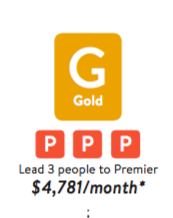 G
Gold
P P P
Lead 3 people to Premier
$4,781/month*
: